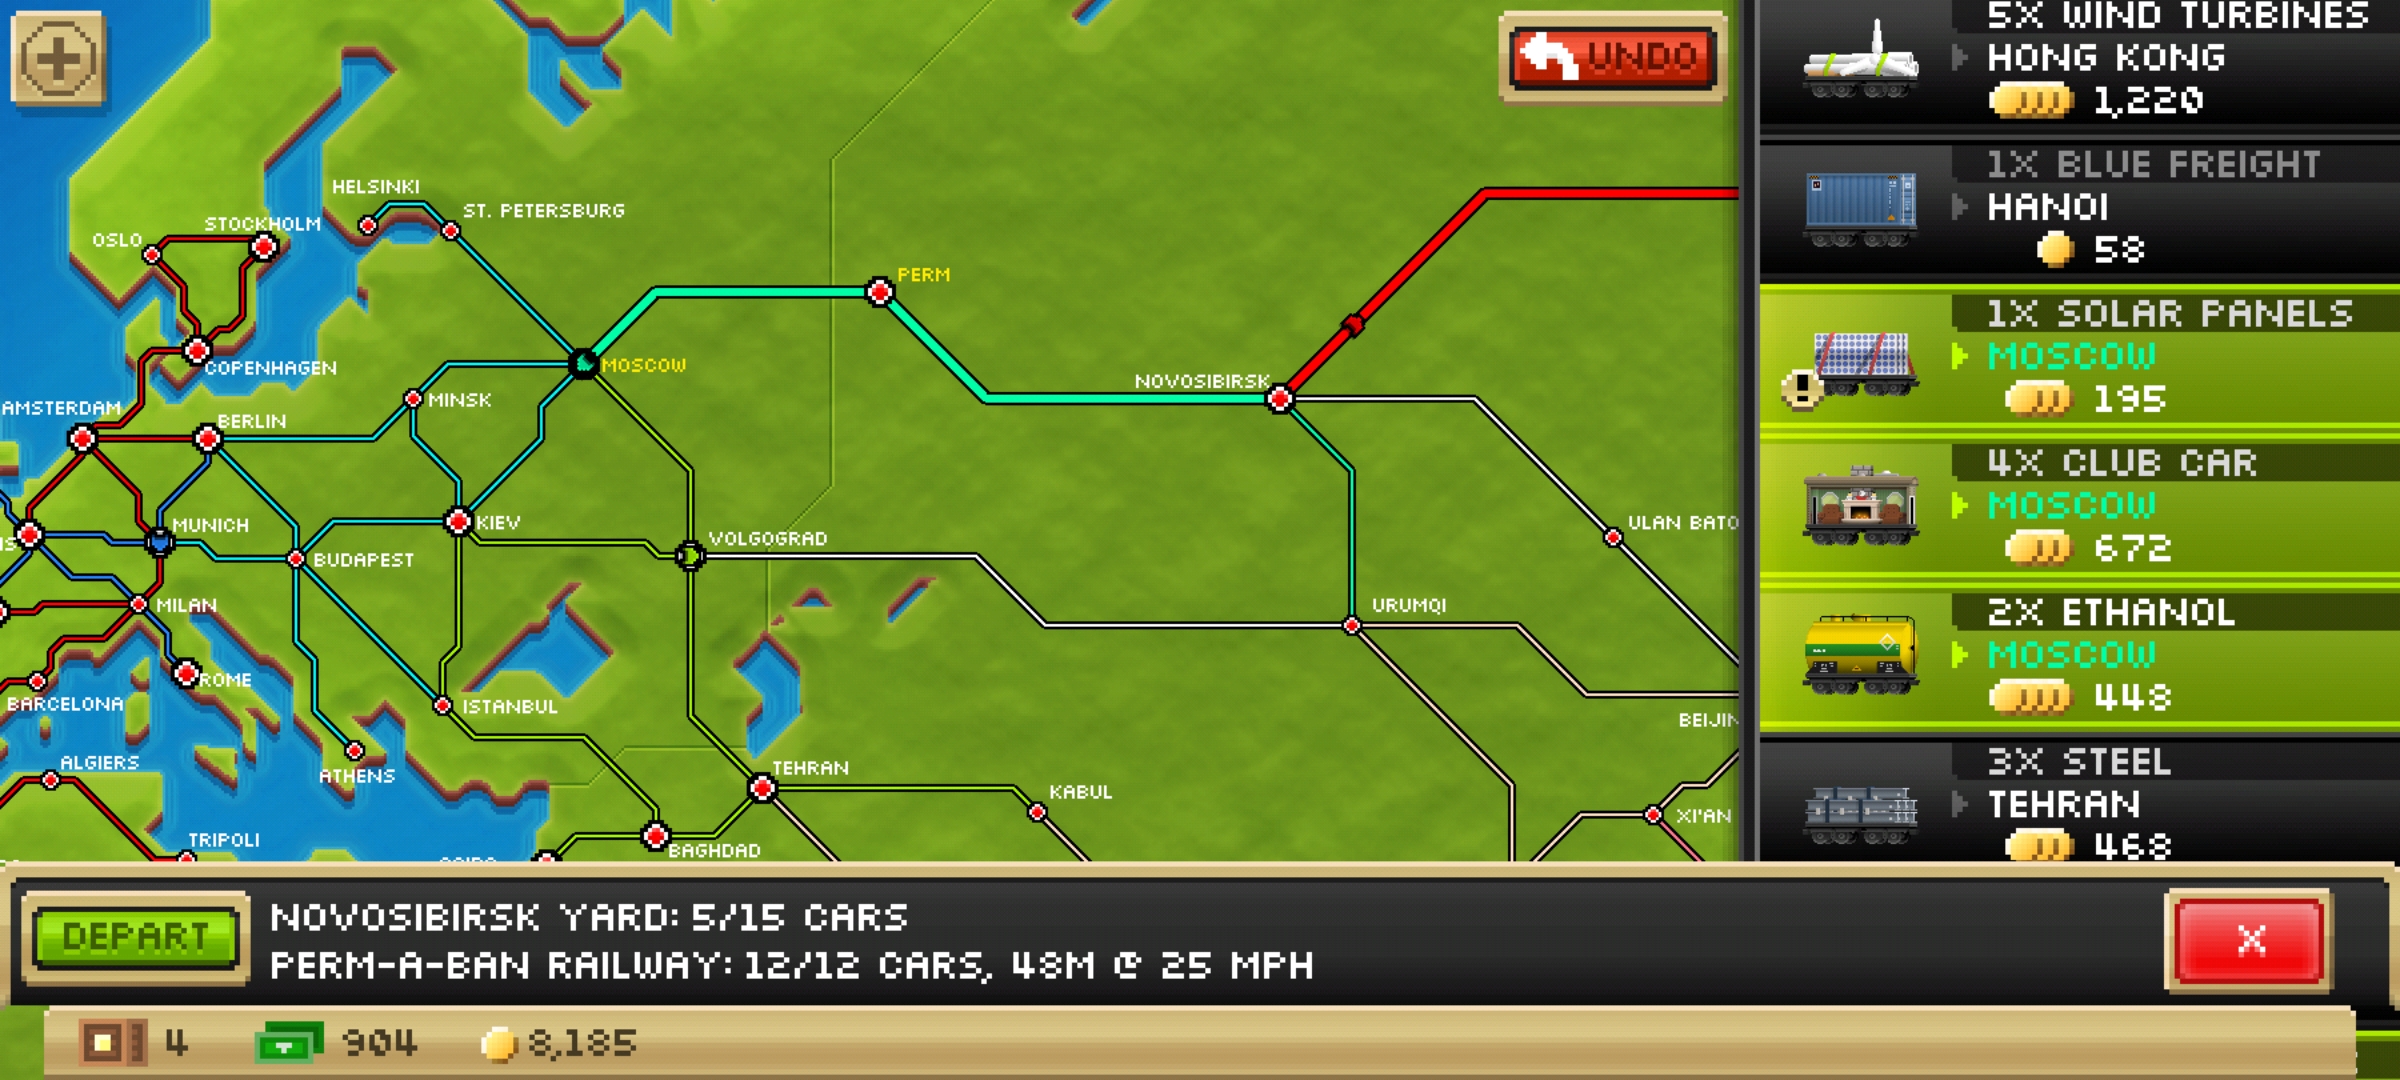 UNDO
HELSINKI
ST. PETERSBURG
STOCKHOLM
OSLO
PERM
COPENHAGEN
MOSCOW
NOVOSIBIRSK
MINSK
AMSTERDAM
BERLIN
MUNICH
KIEV
ULAN BATO
VOLGOGRAD
BUDAPEST
MILAN
URUMQI
ROME
BARCELONA
ISTANBUL
BEIJIN
ALGIERS
ATHENS
TEHRAN
KABUL
XI'AN
TRIPOLI
BAGHDAD
5X WIND TURBINES
HONG KONG
1,220
1X BLUE FREIGHT
HANOI
58
1X SOLAR PANELS
MOSCOW
195
4X CLUB CAR
MOSCOW
672
2X ETHANOL
MOSCOW
448
3X STEEL
TEHRAN
468
DEPART
NOVOSIBIRSK YARD: 5/15 CARS
PERM-A-BAN RAILWAY: 12/12 CARS, 48M @ 25 MPH
X
4
904
8,185